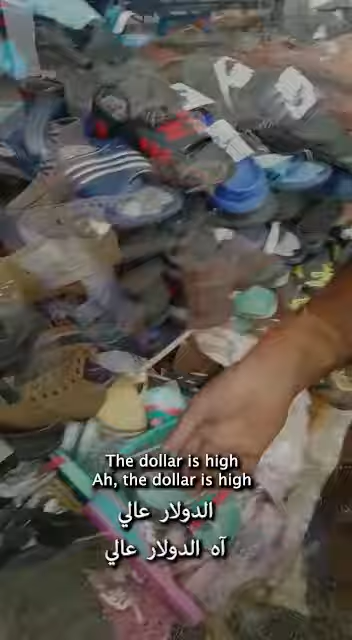 The dollar is high
Ah, the dollar is high
الدولار عالي
آه الدولار عالي